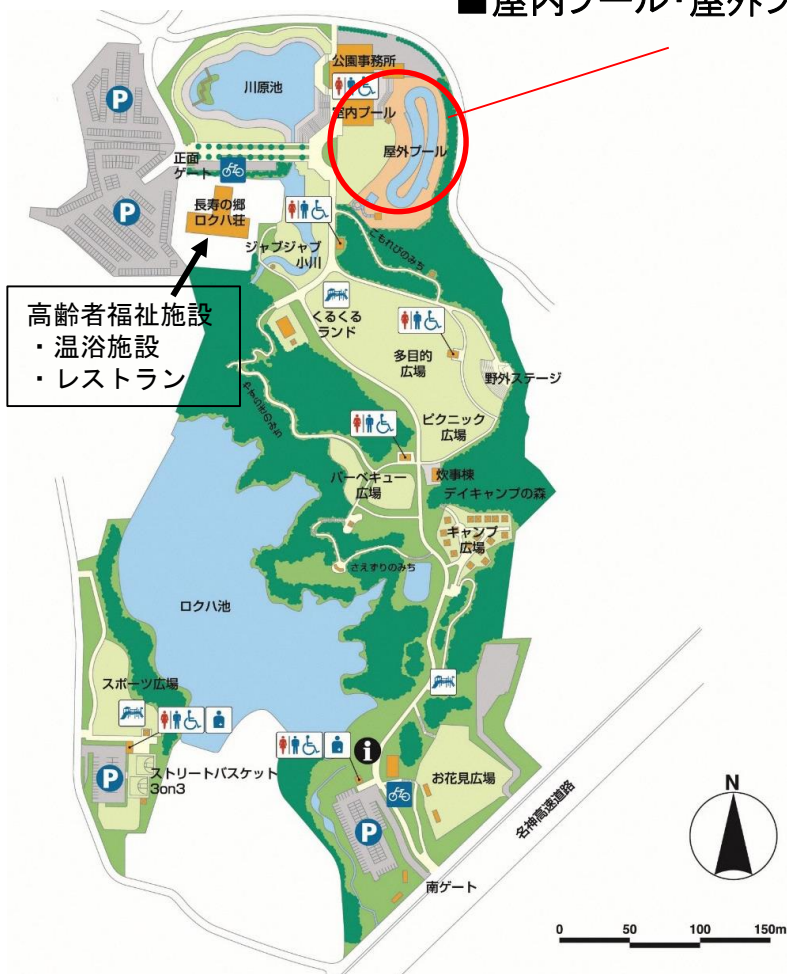 ■屋内プール・屋外プ
公園事務所
川原池
P
室内プール
屋外プール
正面
ゲート
P
長寿の郷
ロクハ荘
ジャブジャブ
小川
こもれびのみち
高齢者福祉施設
・温浴施設
・レストラン
くるくる
ランド
多目的
広場
野外ステージ
ピクニック
広場
バーベキュー
広場
炊事棟
デイキャンプの森
キャンプ
広場
さえずりのみち
ロクハ池
スポーツ広場
P
ストリートバスケット
3on3
i
お花見広場
P
名神高速道路
南ゲート
N
0 50 100 150m